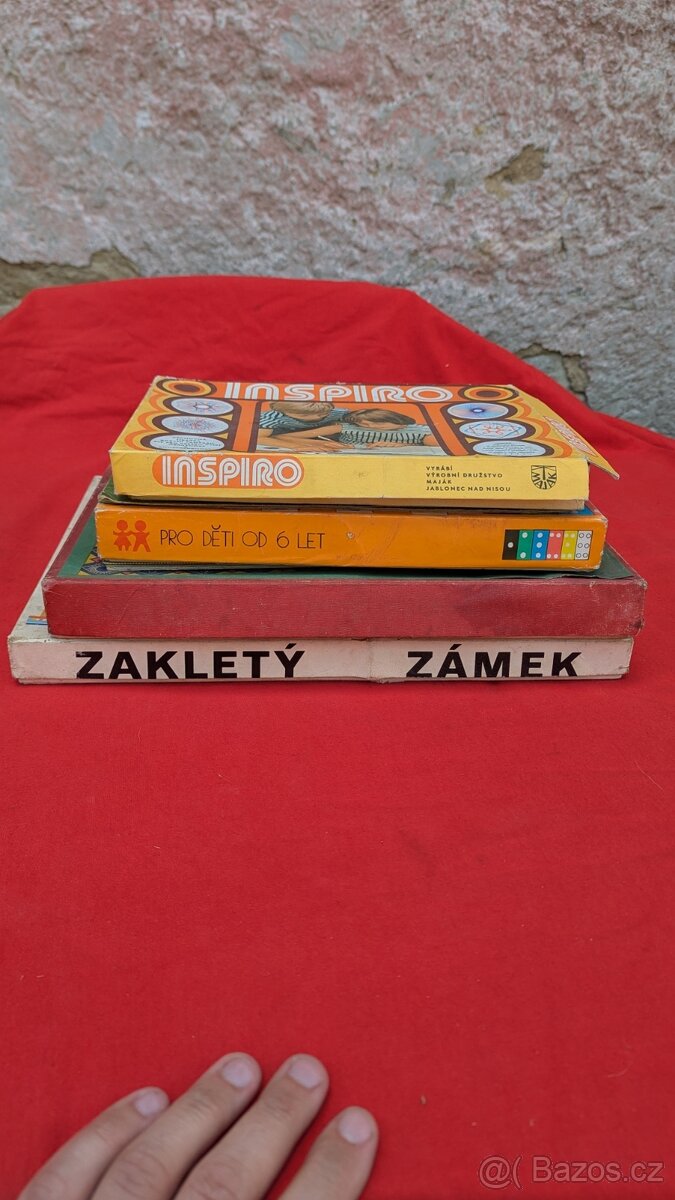 INSPIRO
INSPIRO
VYRÁBÍ
VÝROBNÍ DRUŽSTVO
MAJÁK
JABLONEC NAD NISOU
PRO DĚTI OD 6 LET
ZAKLETÝ ZÁMEK
@( Bazos.cz